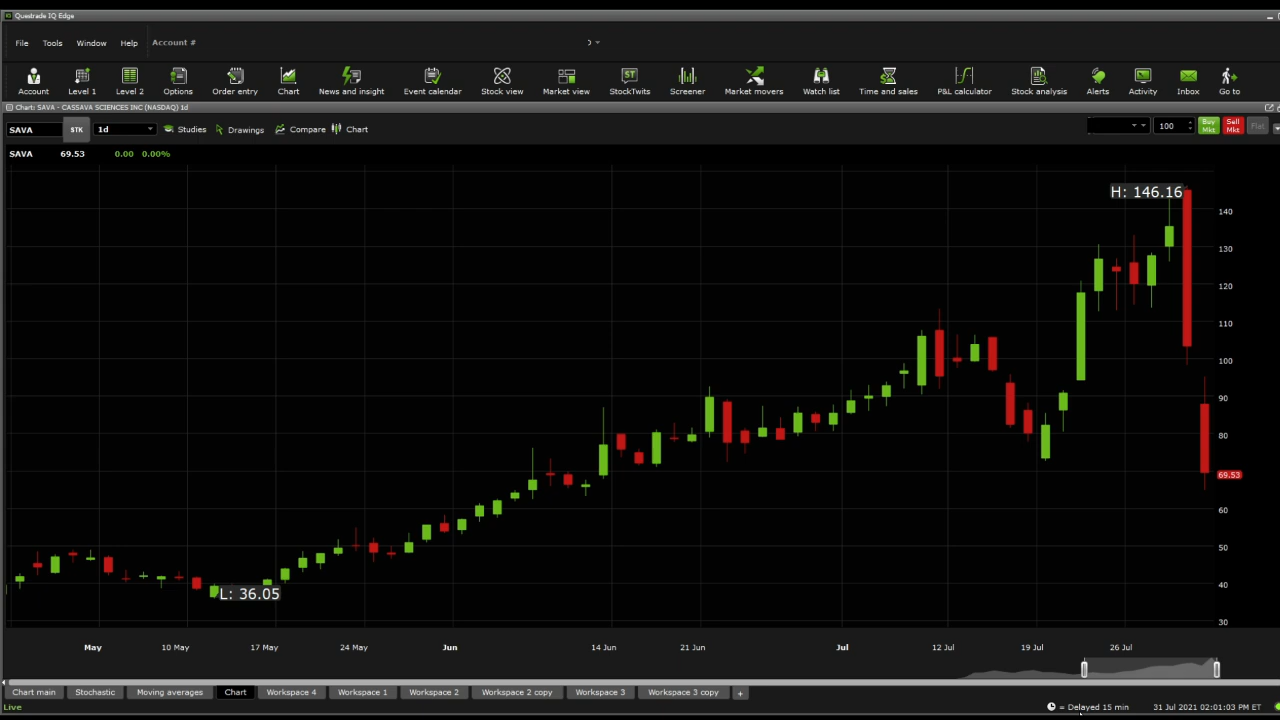 Questrade IQ Edge
File Tools Window Help Account #
Account Level 1 Level 2 Options Order entry Chart News and insight Event calendar Stock view Market view StockTwits Screener Market movers Watch list Time and sales P&L calculator Stock analysis Alerts Activity Inbox Go to
Chart: SAVA - CASSAVA SCIENCES INC (NASDAQ) 1d
SAVA STK 1d Studies Drawings Compare Chart 100 Buy Mkt Sell Mkt Flat
SAVA 69.53 0.00 0.00%
H: 146.16
140
130
120
110
100
90
80
69.53
60
50
40
L: 36.05
30
May 10 May 17 May 24 May Jun 14 Jun 21 Jun Jul 12 Jul 19 Jul 26 Jul
Chart main Stochastic Moving averages Chart Workspace 4 Workspace 1 Workspace 2 Workspace 2 copy Workspace 3 Workspace 3 copy +
Live = Delayed 15 min 31 Jul 2021 02:01:03 PM ET